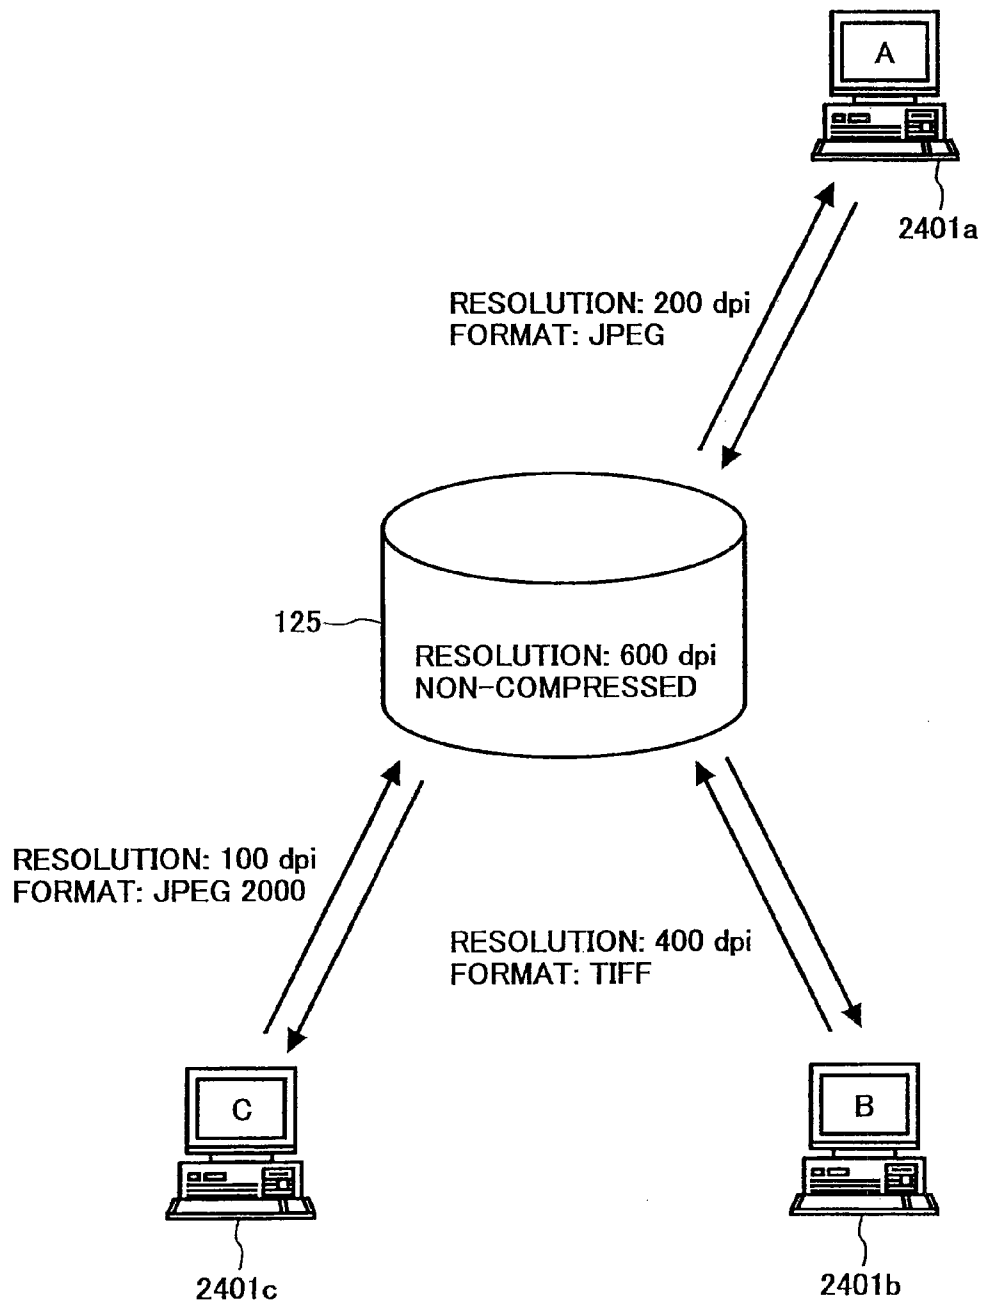 A
2401a
RESOLUTION: 200 dpi
FORMAT: JPEG
125
RESOLUTION: 600 dpi
NON-COMPRESSED
RESOLUTION: 100 dpi
FORMAT: JPEG 2000
RESOLUTION: 400 dpi
FORMAT: TIFF
C
B
2401c
2401b